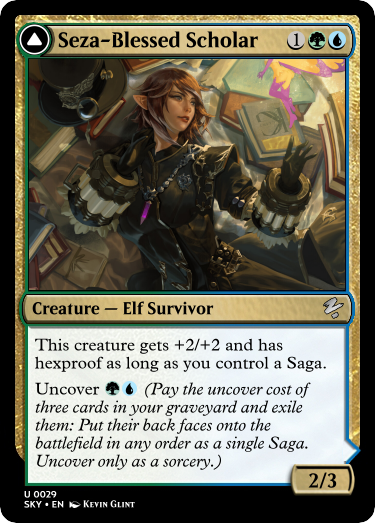 Seza-Blessed Scholar 1
Creature — Elf Survivor
This creature gets +2/+2 and has
hexproof as long as you control a Saga.
Uncover (Pay the uncover cost of
three cards in your graveyard and exile
them: Put their back faces onto the
battlefield in any order as a single Saga.
Uncover only as a sorcery.)
2/3
U 0029
SKY • EN Kevin Glint